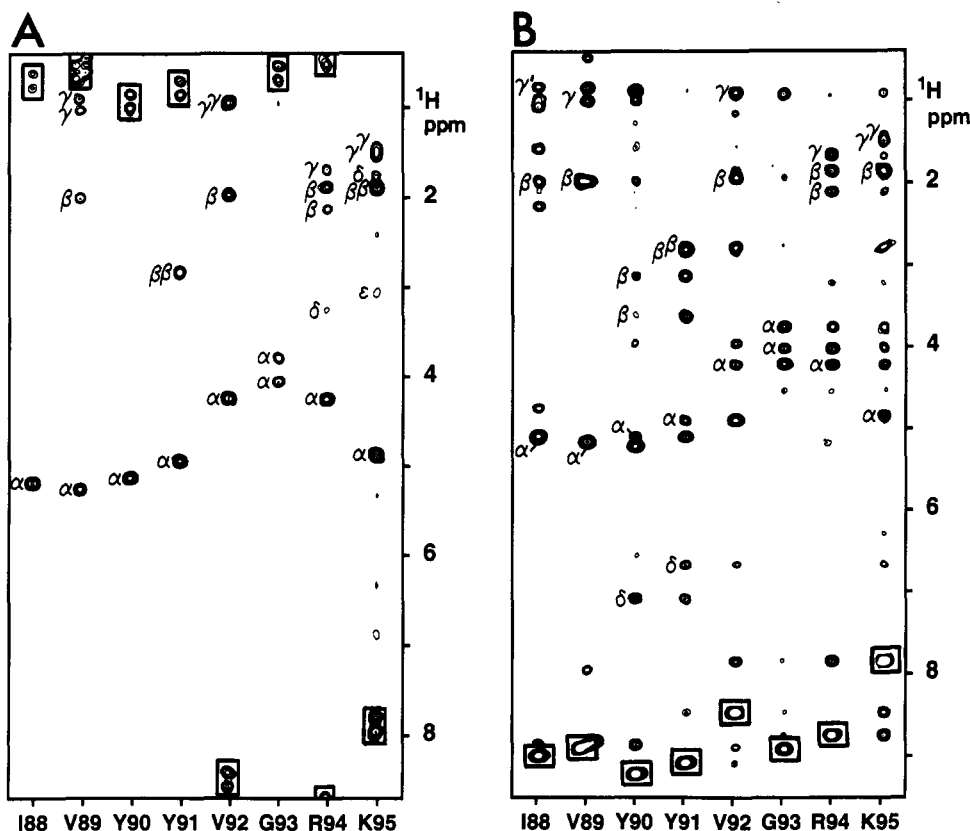 A
B
γ
γ
γγ
γγ
γ
δ
β
β
ββ
β
β
ββ
ε
δ
α
α
α
α
α
α
α
α
¹H
ppm
2
4
6
8
I88 V89 Y90 Y91 V92 G93 R94 K95
γ'
γ
γ
γγ
γ
β
β
β
β
β
β
ββ
β
β
α
α
α
α
α
α
α
α
α
δ
δ
¹H
ppm
2
4
6
8
I88 V89 Y90 Y91 V92 G93 R94 K95